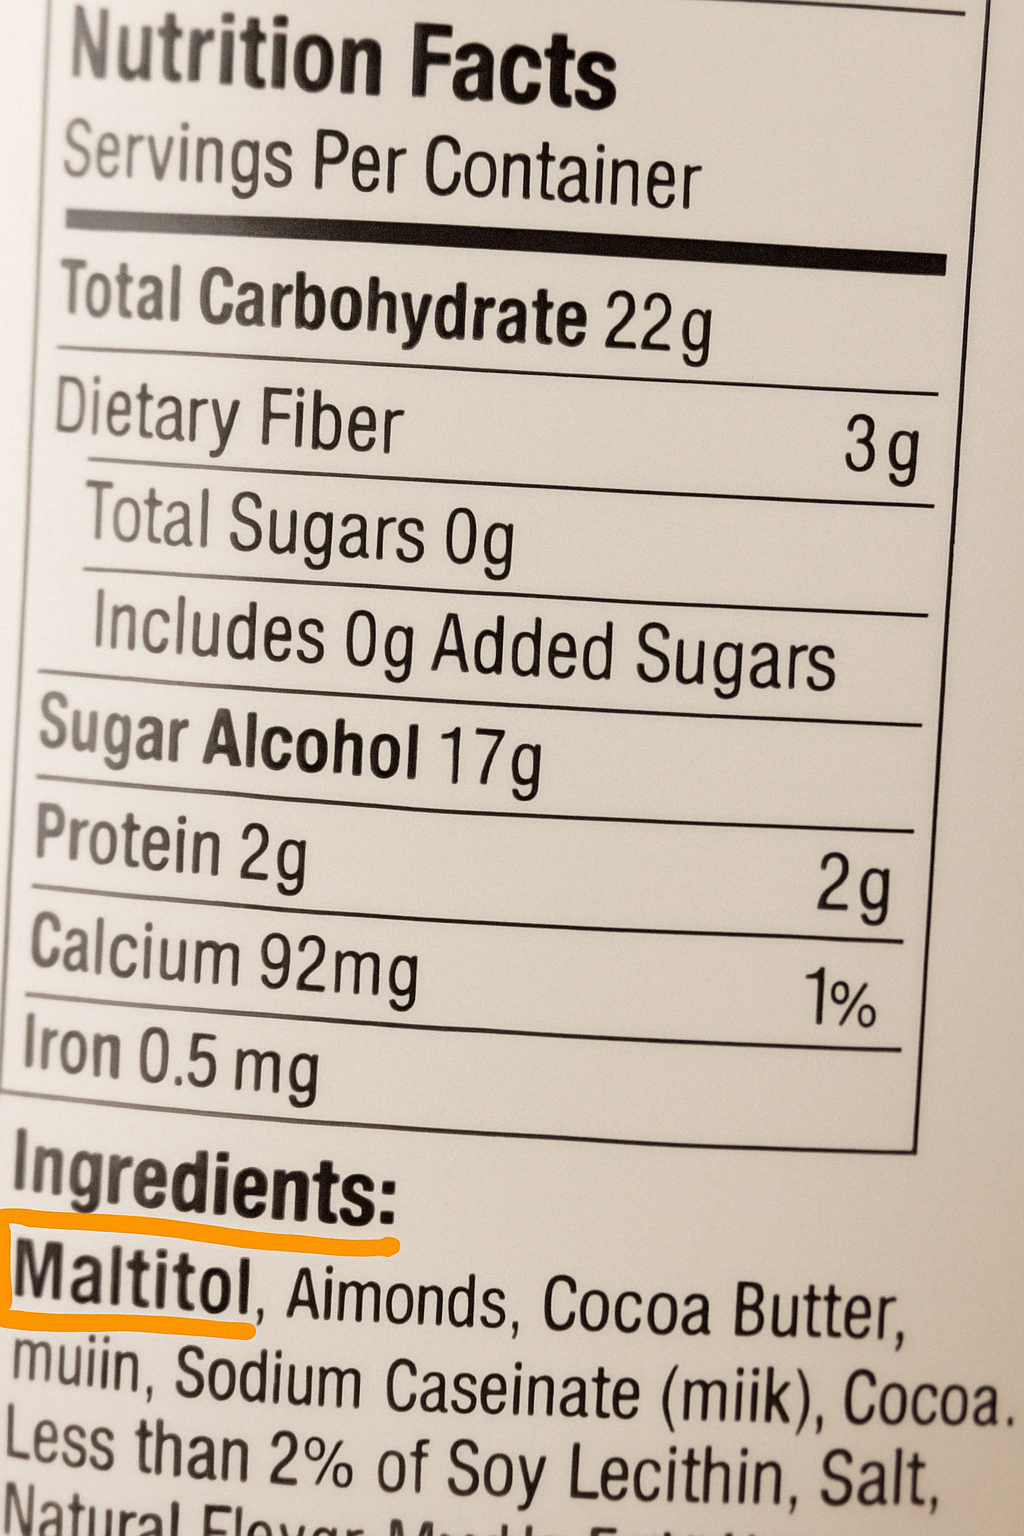 Nutrition Facts
Servings Per Container
Total Carbohydrate 22g
Dietary Fiber 3g
Total Sugars 0g
Includes 0g Added Sugars
Sugar Alcohol 17g
Protein 2g 2g
Calcium 92mg 1%
Iron 0.5 mg
Ingredients:
Maltitol, Aimonds, Cocoa Butter,
muiin, Sodium Caseinate (miik), Cocoa.
Less than 2% of Soy Lecithin, Salt,
Natural